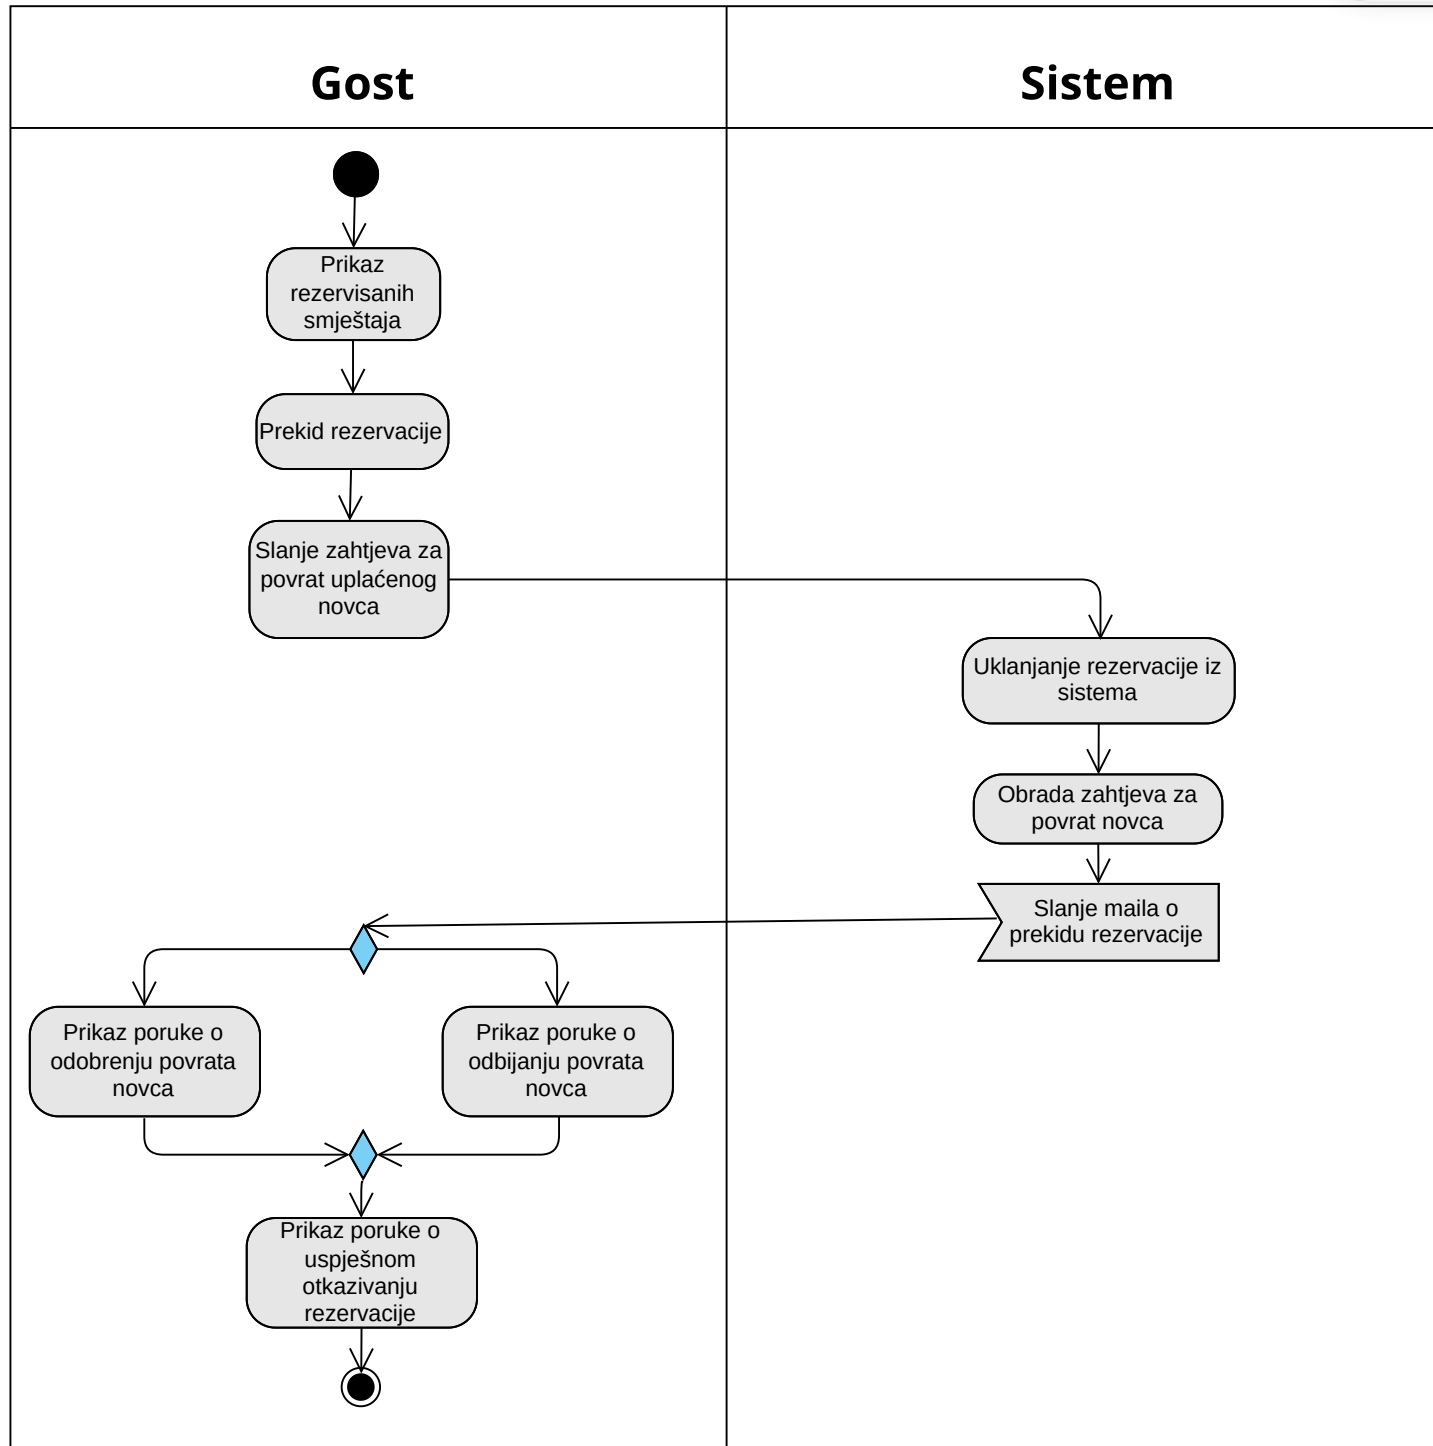 Gost
Sistem
Prikaz
rezervisanih
smještaja
Prekid rezervacije
Slanje zahtjeva za
povrat uplaćenog
novca
Uklanjanje rezervacije iz
sistema
Obrada zahtjeva za
povrat novca
Slanje maila o
prekidu rezervacije
Prikaz poruke o
odobrenju povrata
novca
Prikaz poruke o
odbijanju povrata
novca
Prikaz poruke o
uspješnom
otkazivanju
rezervacije